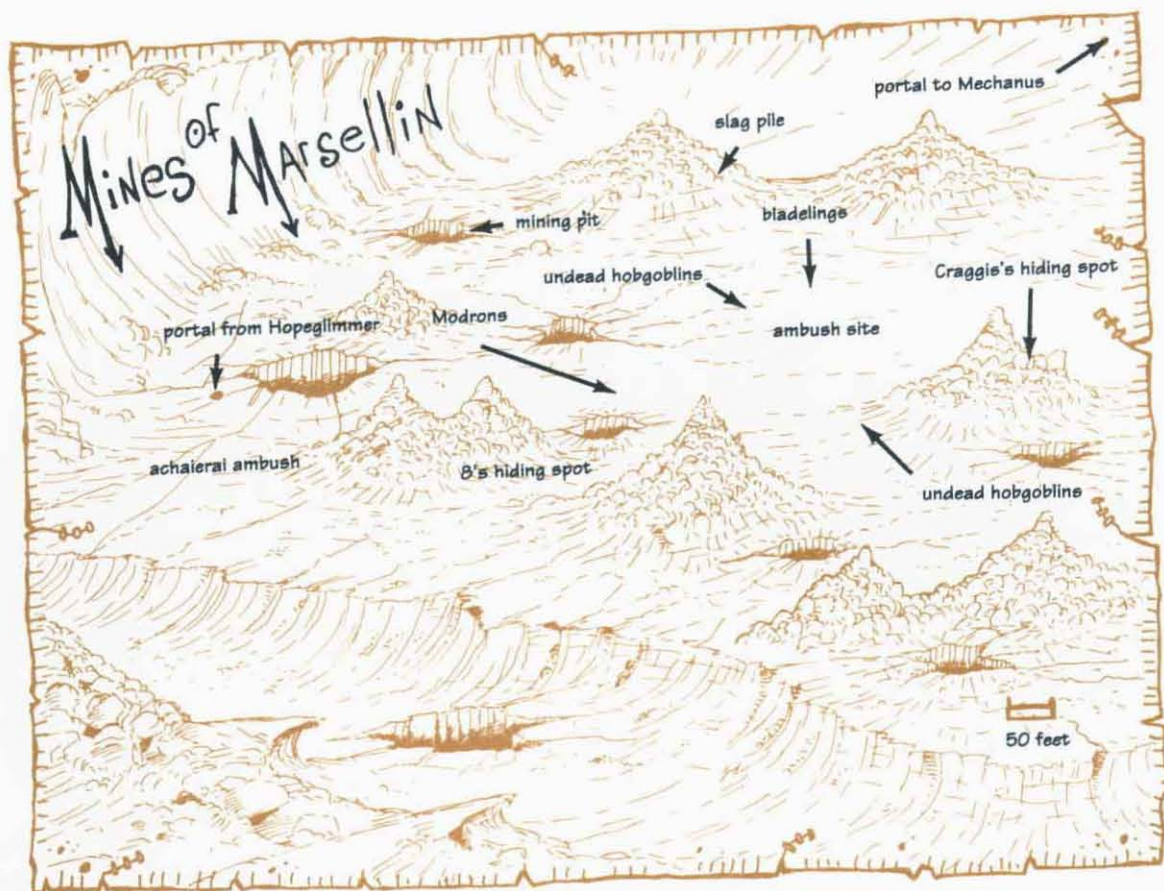 Mines of Marsellin
portal to Mechanus
slag pile
mining pit
bladelings
undead hobgoblins
Craggis's hiding spot
portal from Hopeglimmer
Modrons
ambush site
achaierai ambush
8's hiding spot
undead hobgoblins
50 feet